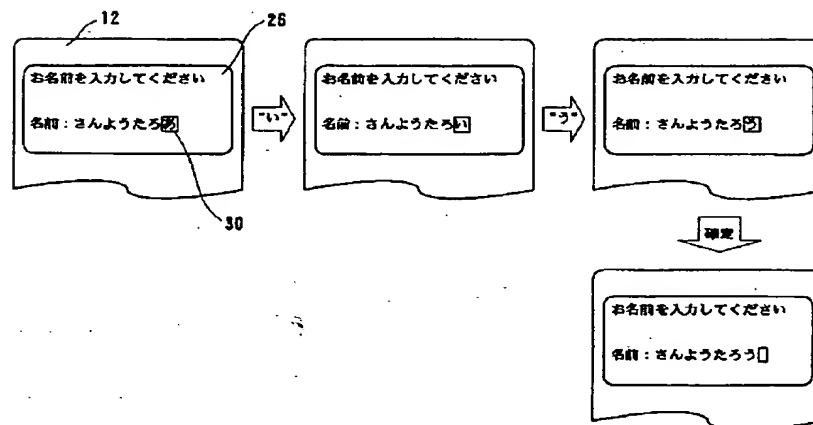 12
26
お名前を入力してください
名前：さんようたろあ
30
"い"
お名前を入力してください
名前：さんようたろい
"う"
お名前を入力してください
名前：さんようたろう
確定
お名前を入力してください
名前：さんようたろう